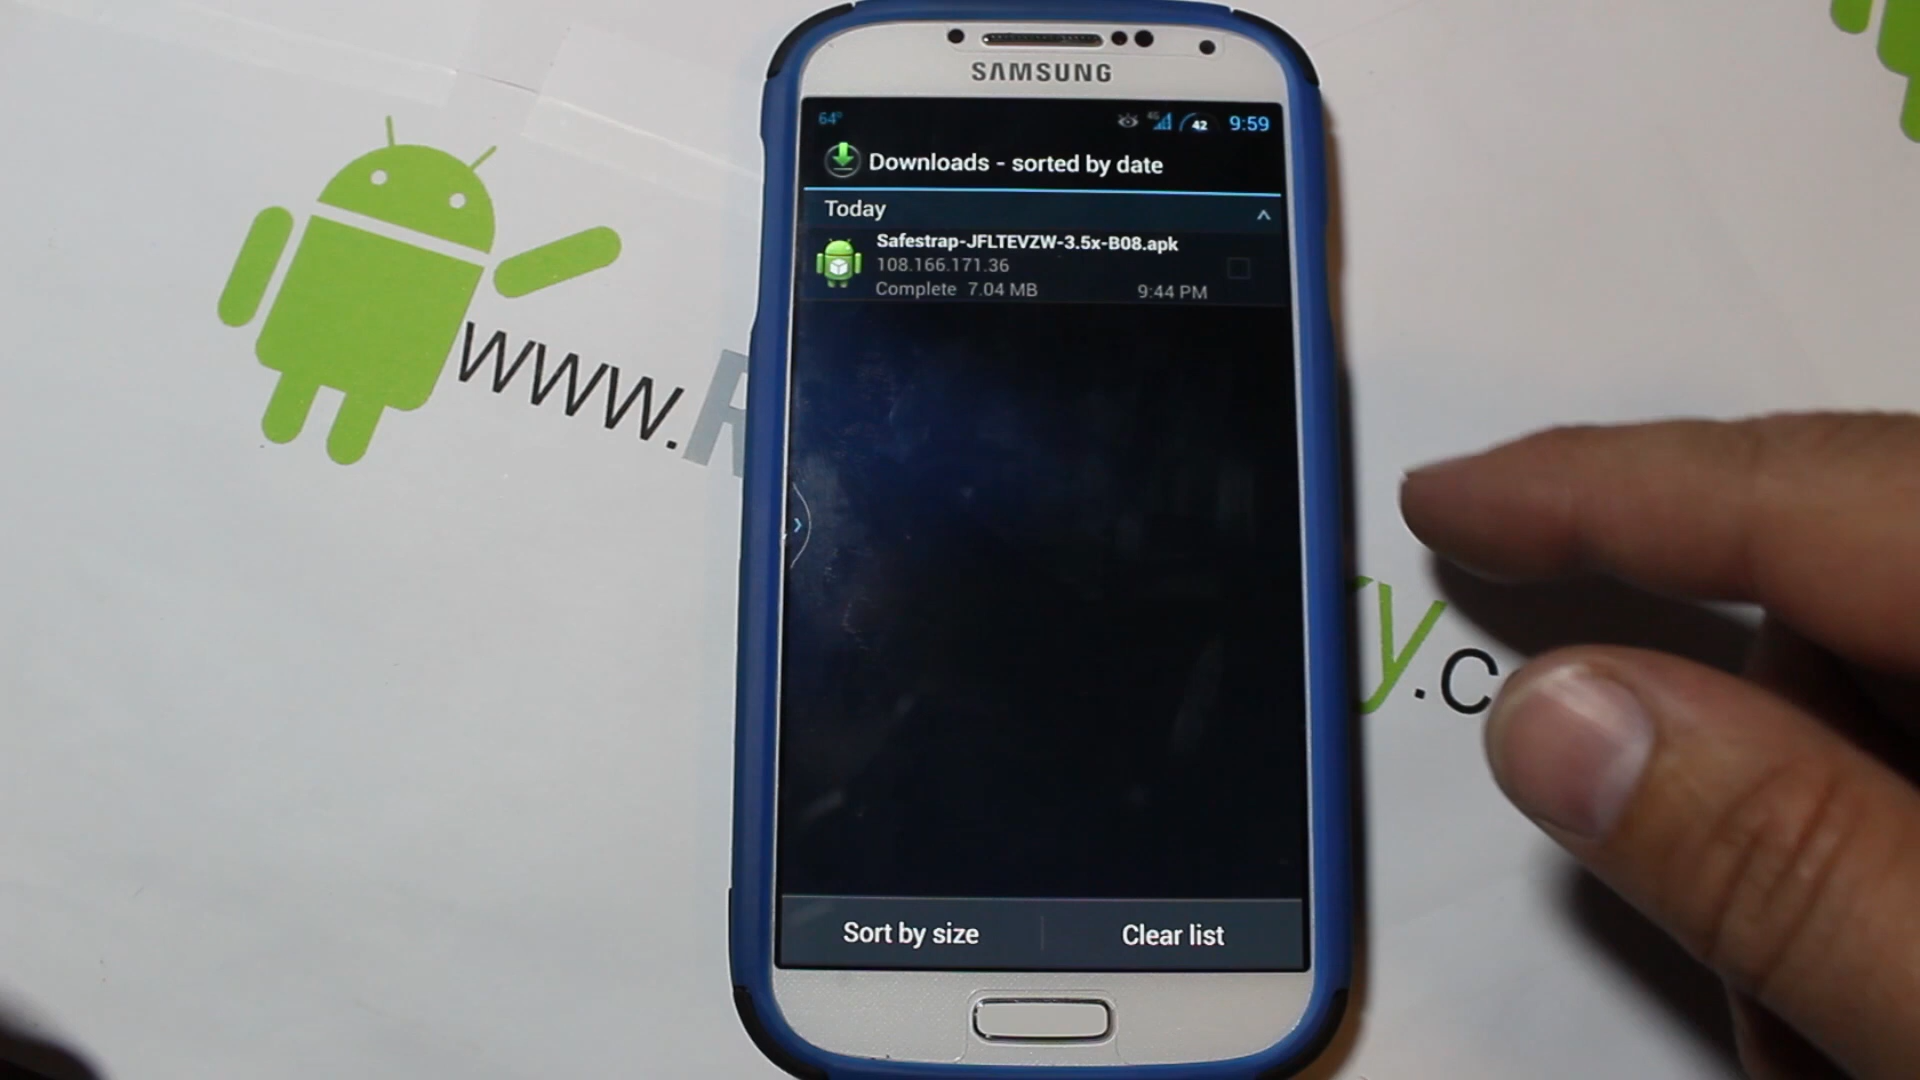 SAMSUNG
64°
4G
42
9:59
Downloads - sorted by date
Today
Safestrap-JFLTEVZW-3.5x-B08.apk
108.166.171.36
Complete 7.04 MB
9:44 PM
Sort by size
Clear list
www.R
y.c